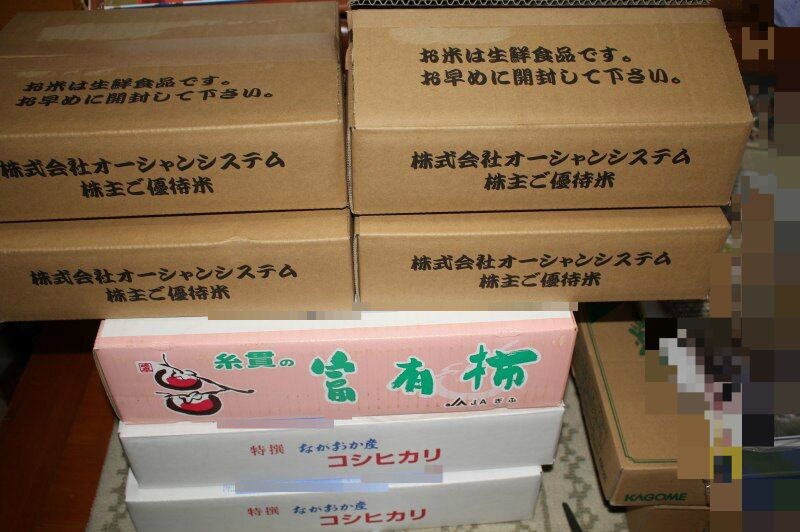 お米は生鮮食品です。
お早めに開封して下さい。
株式会社オーシャンシステム
株主ご優待米
お米は生鮮食品です。
お早めに開封して下さい。
株式会社オーシャンシステム
株主ご優待米
株式会社オーシャンシステム
株主ご優待米
株式会社オーシャンシステム
株主ご優待米
糸貫の
富有柿
JAぎふ
特撰 ながおか産
コシヒカリ
特撰 ながおか産
コシヒカリ
KAGOME